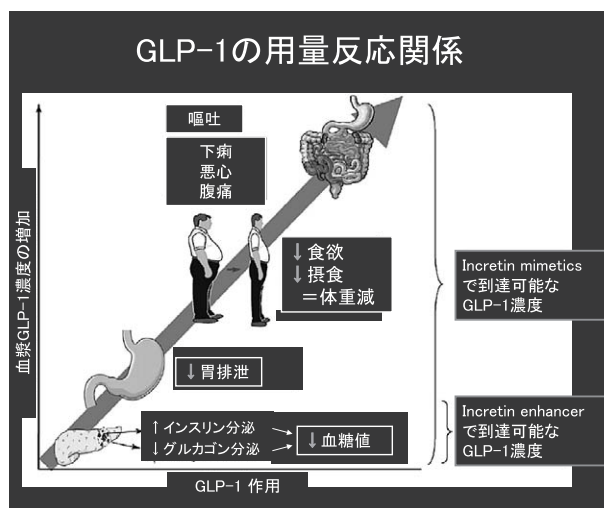 GLP-1の用量反応関係
嘔吐
下痢
悪心
腹痛
血漿GLP-1濃度の増加
↓食欲
↓摂食
＝体重減
Incretin mimetics
で到達可能な
GLP-1濃度
↓胃排泄
↑インスリン分泌
↓グルカゴン分泌
↓血糖値
Incretin enhancer
で到達可能な
GLP-1濃度
GLP-1 作用